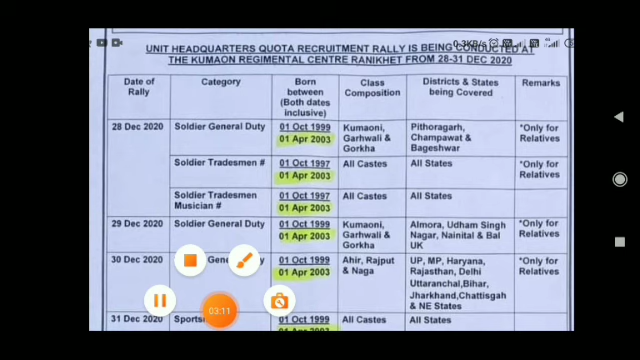 0.3KB/s
UNIT HEADQUARTERS QUOTA RECRUITMENT RALLY IS BEING CONDUCTED AT
THE KUMAON REGIMENTAL CENTRE RANIKHET FROM 28-31 DEC 2020
Date of Rally Category Born between (Both dates inclusive) Class Composition Districts & States being Covered Remarks
28 Dec 2020 Soldier General Duty 01 Oct 1999 01 Apr 2003 Kumaoni, Garhwali & Gorkha Pithoragarh, Champawat & Bageshwar *Only for Relatives
Soldier Tradesmen # 01 Oct 1997 01 Apr 2003 All Castes All States *Only for Relatives
Soldier Tradesmen Musician # 01 Oct 1997 01 Apr 2003 All Castes All States
29 Dec 2020 Soldier General Duty 01 Oct 1999 01 Apr 2003 Kumaoni, Garhwali & Gorkha Almora, Udham Singh Nagar, Nainital & Bal UK *Only for Relatives
30 Dec 2020 01 Oct 1999 01 Apr 2003 Ahir, Rajput & Naga UP, MP, Haryana, Rajasthan, Delhi Uttaranchal,Bihar, Jharkhand,Chattisgah & NE States *Only for Relatives
31 Dec 2020 01 Oct 1999 01 Apr 2003 All Castes All States
03:11